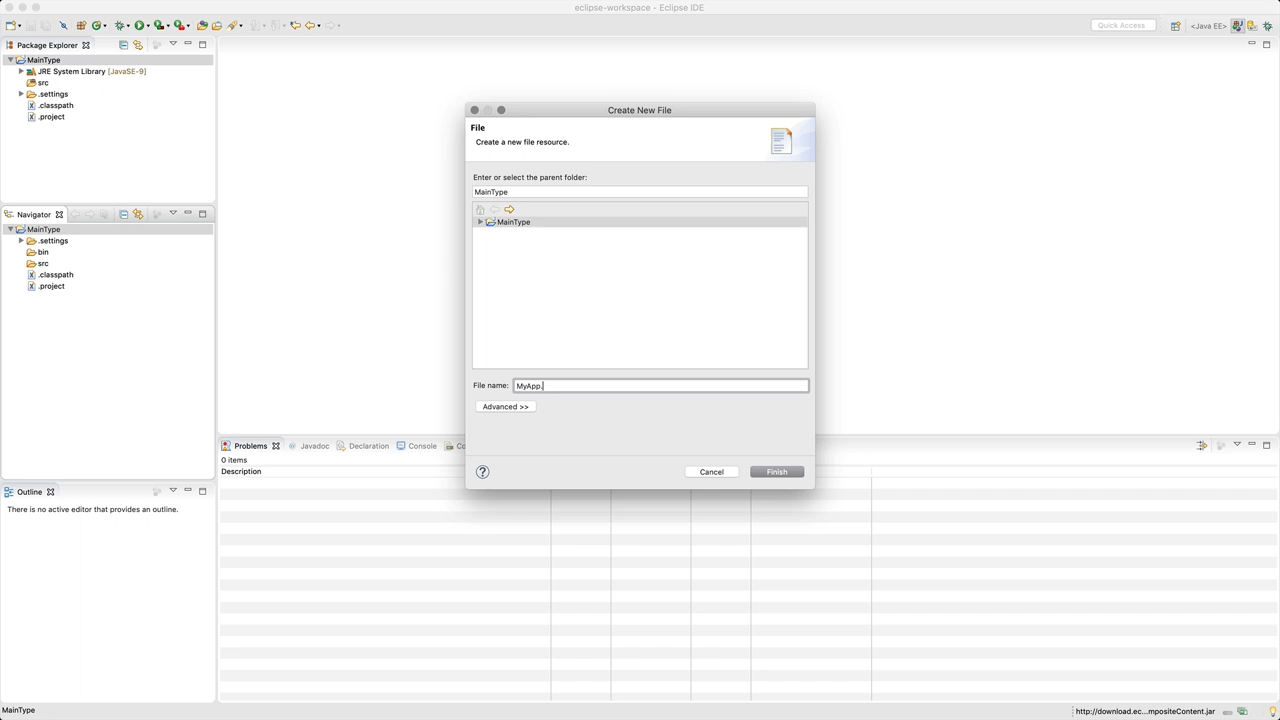 eclipse-workspace - Eclipse IDE
Quick Access
<Java EE>
Package Explorer
MainType
JRE System Library [JavaSE-9]
src
.settings
.classpath
.project
Navigator
MainType
.settings
bin
src
.classpath
.project
Outline
There is no active editor that provides an outline.
Create New File
File
Create a new file resource.
Enter or select the parent folder:
MainType
MainType
File name: MyApp.
Advanced >>
? Cancel Finish
Problems Javadoc Declaration Console Co
0 items
Description
MainType
http://download.ec...mpositeContent.jar